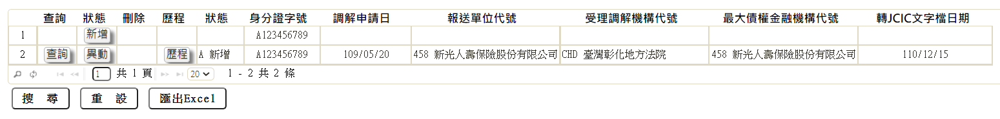 查詢 狀態 刪除 歷程 狀態 身分證字號 調解申請日 報送單位代號 受理調解機構代號 最大債權金融機構代號 轉JCIC文字檔日期
1 新增 A123456789
2 查詢 異動 歷程 A 新增 A123456789 109/05/20 458 新光人壽保險股份有限公司 CHD 臺灣彰化地方法院 458 新光人壽保險股份有限公司 110/12/15
1 共 1 頁 20 1 - 2 共 2 條
搜 尋 重 設 匯出Excel